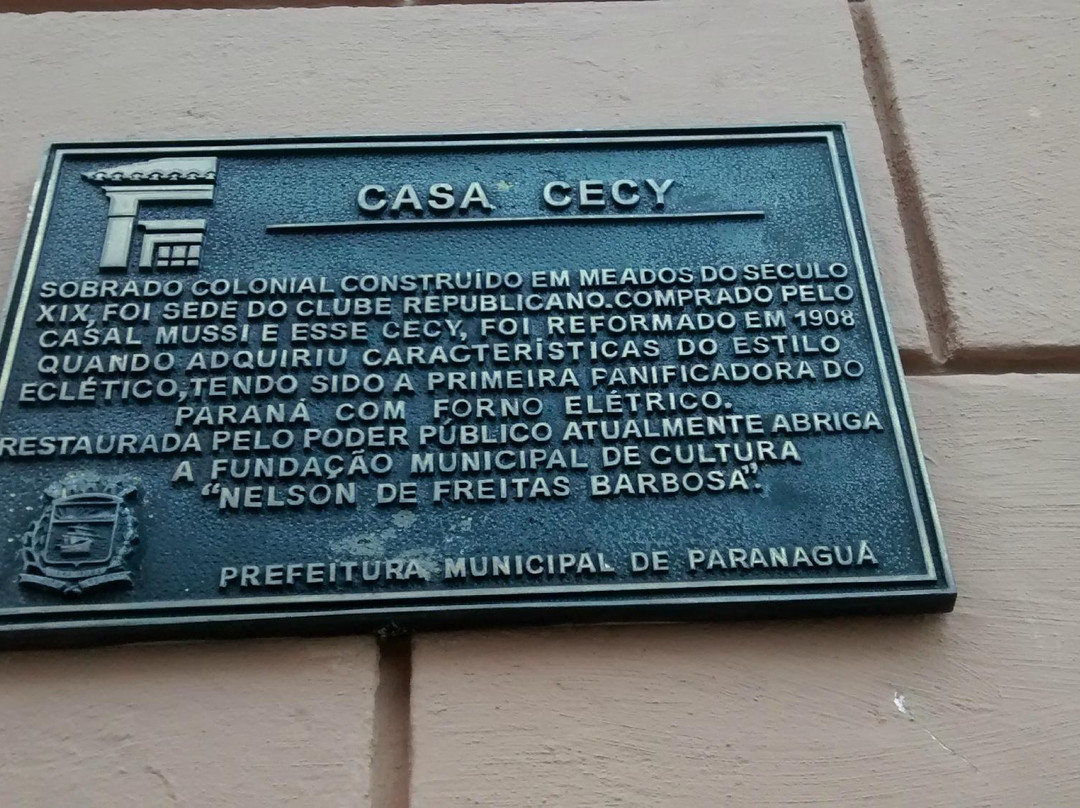 CASA CECY
SOBRADO COLONIAL CONSTRUÍDO EM MEADOS DO SÉCULO
XIX, FOI SEDE DO CLUBE REPUBLICANO.COMPRADO PELO
CASAL MUSSI E ESSE CECY, FOI REFORMADO EM 1908
QUANDO ADQUIRIU CARACTERÍSTICAS DO ESTILO
ECLÉTICO,TENDO SIDO A PRIMEIRA PANIFICADORA DO
PARANÁ COM FORNO ELÉTRICO.
RESTAURADA PELO PODER PÚBLICO ATUALMENTE ABRIGA
A FUNDAÇÃO MUNICIPAL DE CULTURA
“NELSON DE FREITAS BARBOSA”.
PREFEITURA MUNICIPAL DE PARANAGUÁ